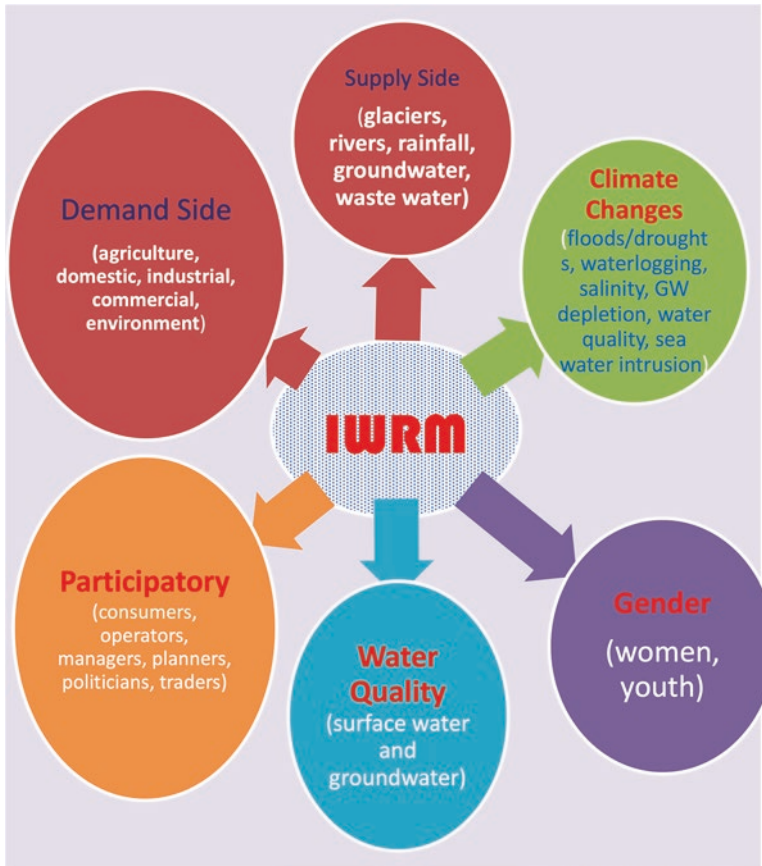 Supply Side
(glaciers,
rivers, rainfall,
groundwater,
waste water)
Demand Side
(agriculture,
domestic, industrial,
commercial,
environment)
Climate
Changes
(floods/drought
s, waterlogging,
salinity, GW
depletion, water
quality, sea
water intrusion)
IWRM
Participatory
(consumers,
operators,
managers, planners,
politicians, traders)
Water
Quality
(surface water
and
groundwater)
Gender
(women,
youth)